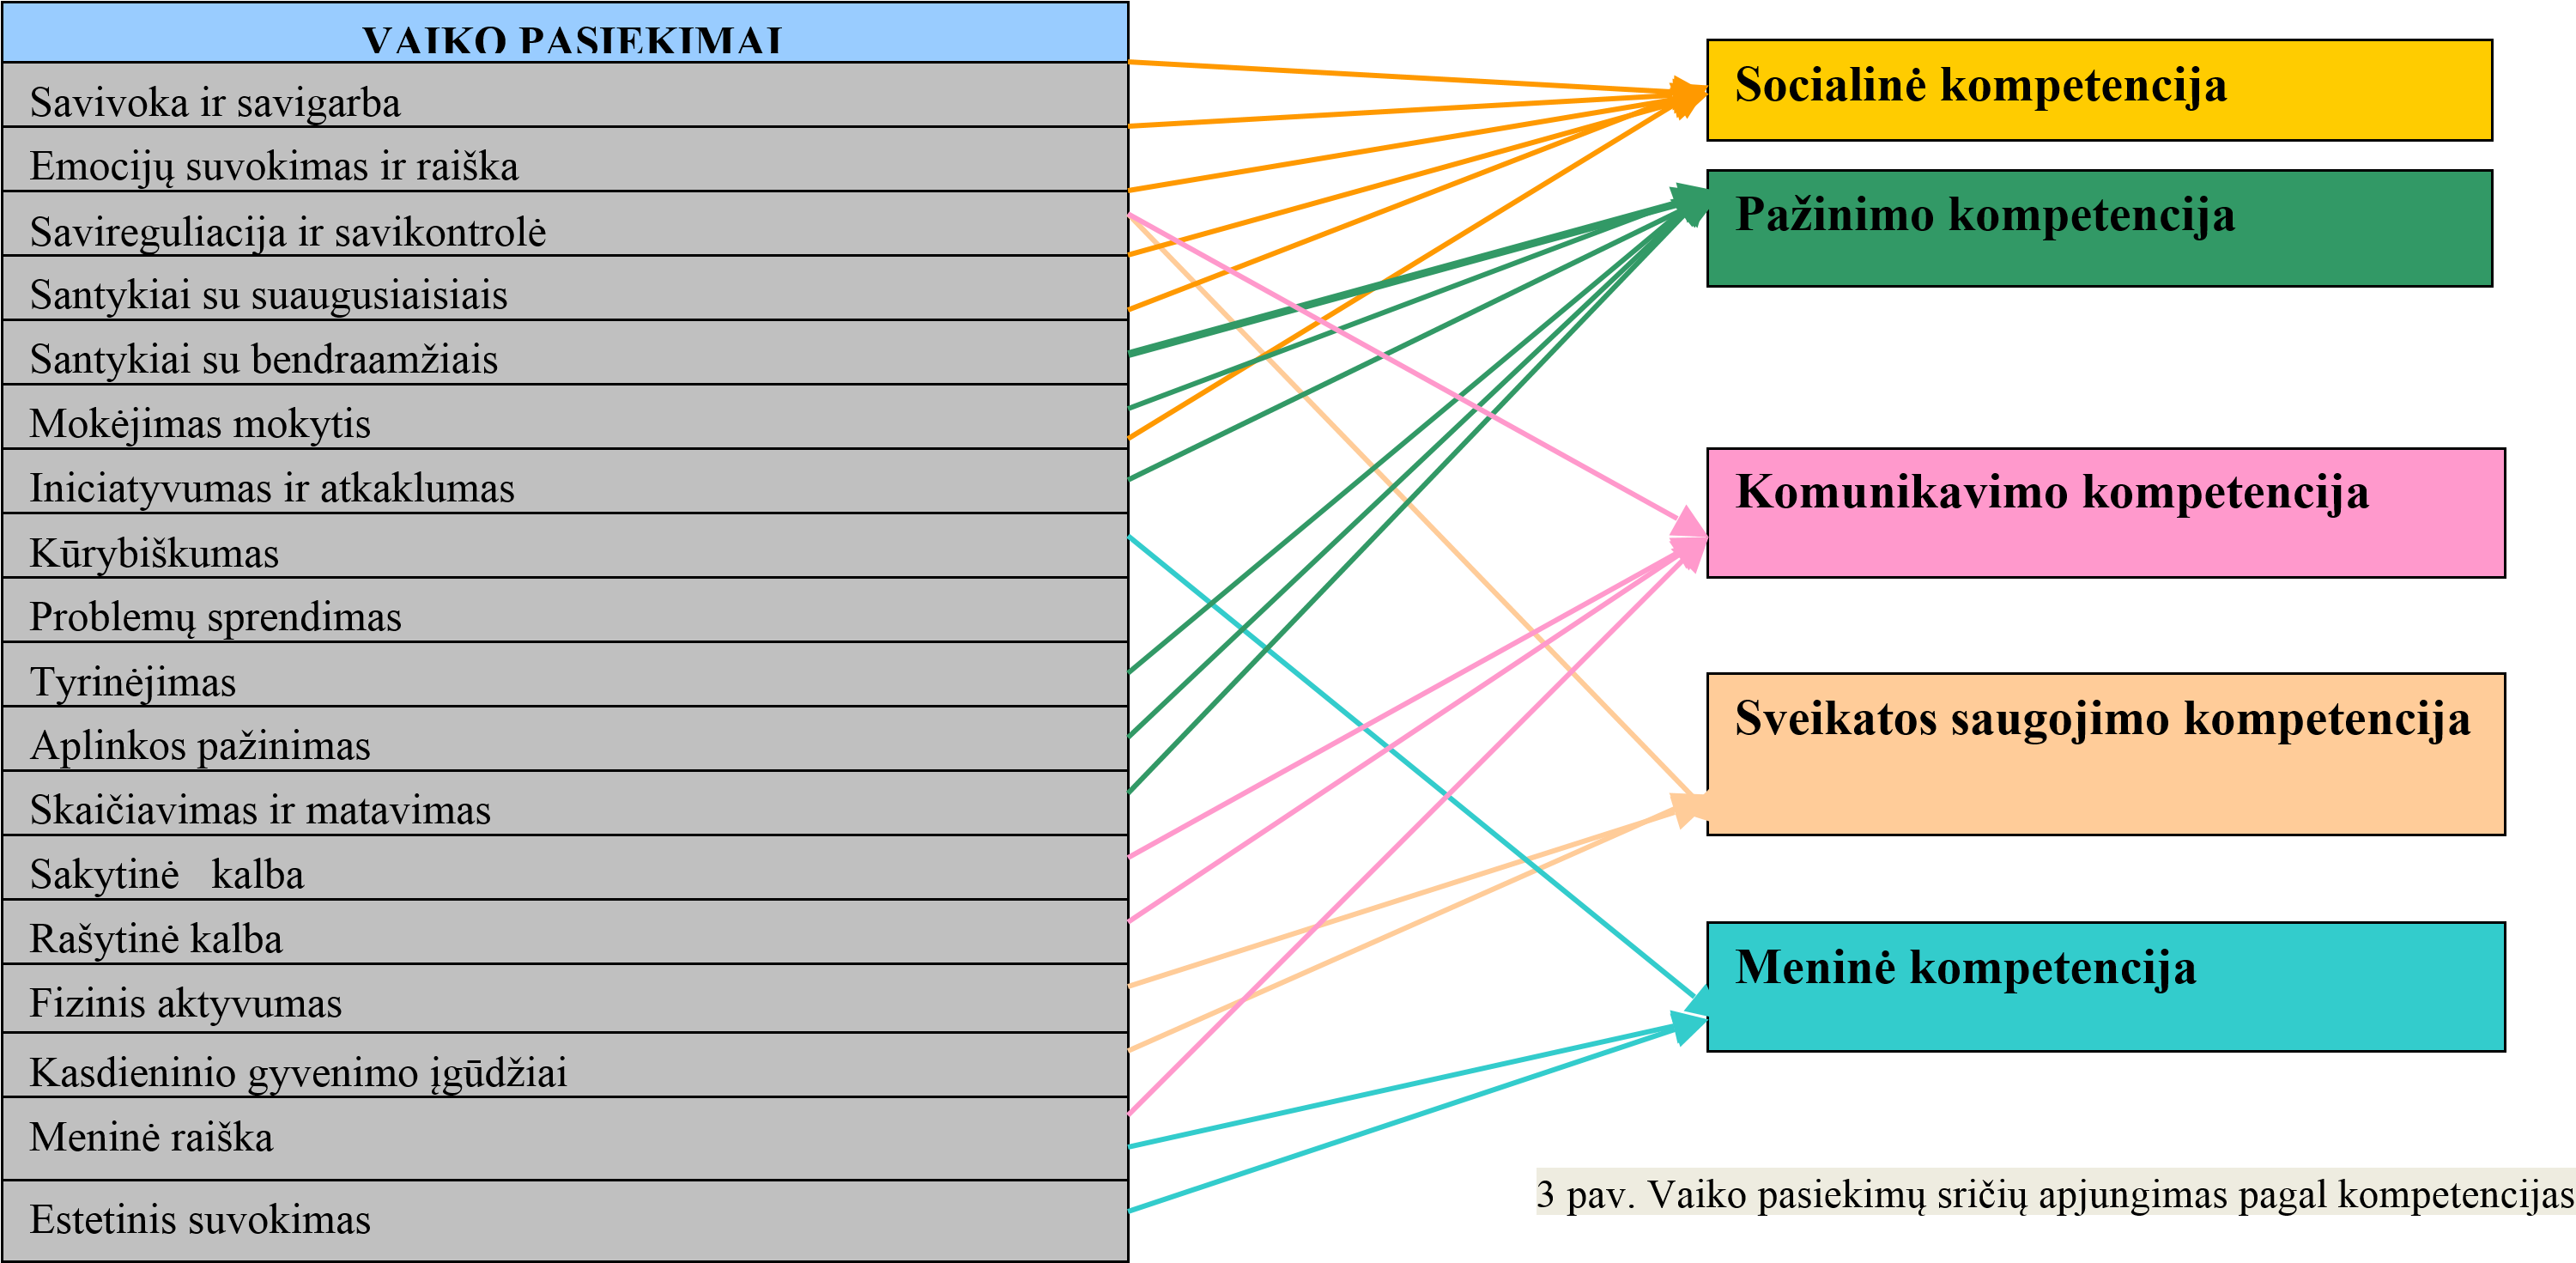 VAIKO PASIEKIMAI
Savivoka ir savigarba
Emocijų suvokimas ir raiška
Savireguliacija ir savikontrolė
Santykiai su suaugusiaisiais
Santykiai su bendraamžiais
Mokėjimas mokytis
Iniciatyvumas ir atkaklumas
Kūrybiškumas
Problemų sprendimas
Tyrinėjimas
Aplinkos pažinimas
Skaičiavimas ir matavimas
Sakytinė kalba
Rašytinė kalba
Fizinis aktyvumas
Kasdieninio gyvenimo įgūdžiai
Meninė raiška
Estetinis suvokimas
Socialinė kompetencija
Pažinimo kompetencija
Komunikavimo kompetencija
Sveikatos saugojimo kompetencija
Meninė kompetencija
3 pav. Vaiko pasiekimų sričių apjungimas pagal kompetencijas